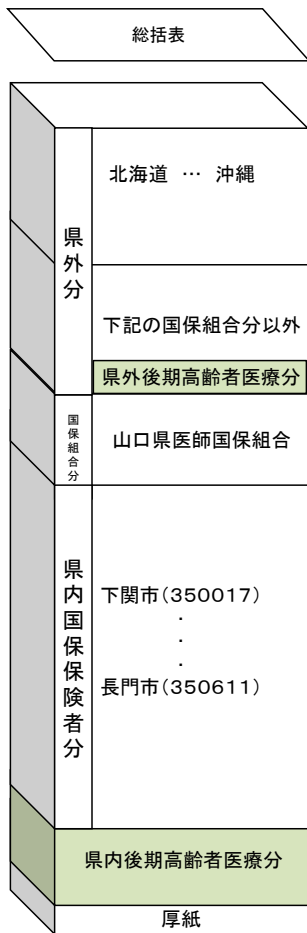 総括表
県外分
北海道 … 沖縄
下記の国保組合分以外
県外後期高齢者医療分
国保組合分
山口県医師国保組合
県内国保保険者分
下関市(350017)
・
・
・
長門市(350611)
県内後期高齢者医療分
厚紙